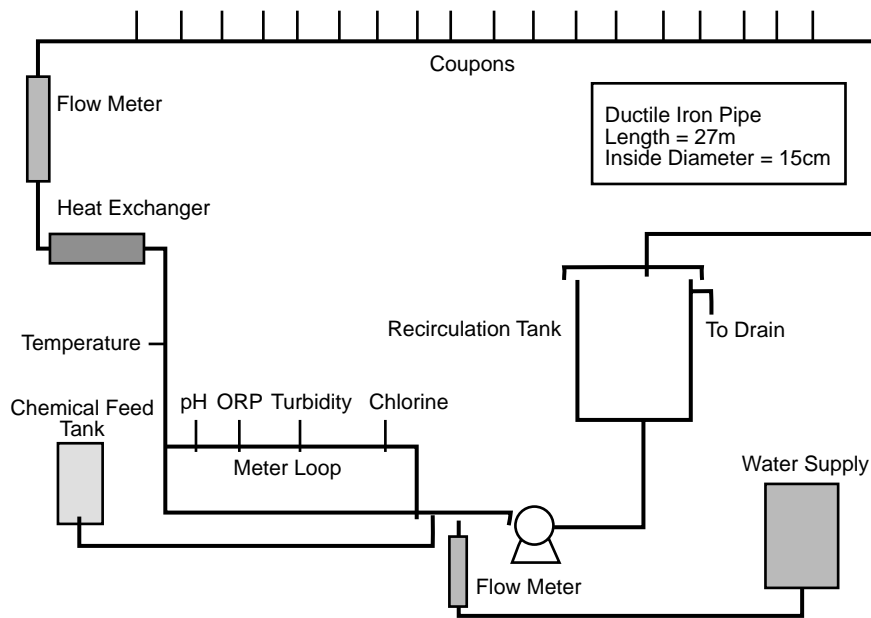 Coupons
Flow Meter
Ductile Iron Pipe
Length = 27m
Inside Diameter = 15cm
Heat Exchanger
Recirculation Tank
To Drain
Temperature
Chemical Feed
Tank
pH ORP Turbidity Chlorine
Meter Loop
Water Supply
Flow Meter